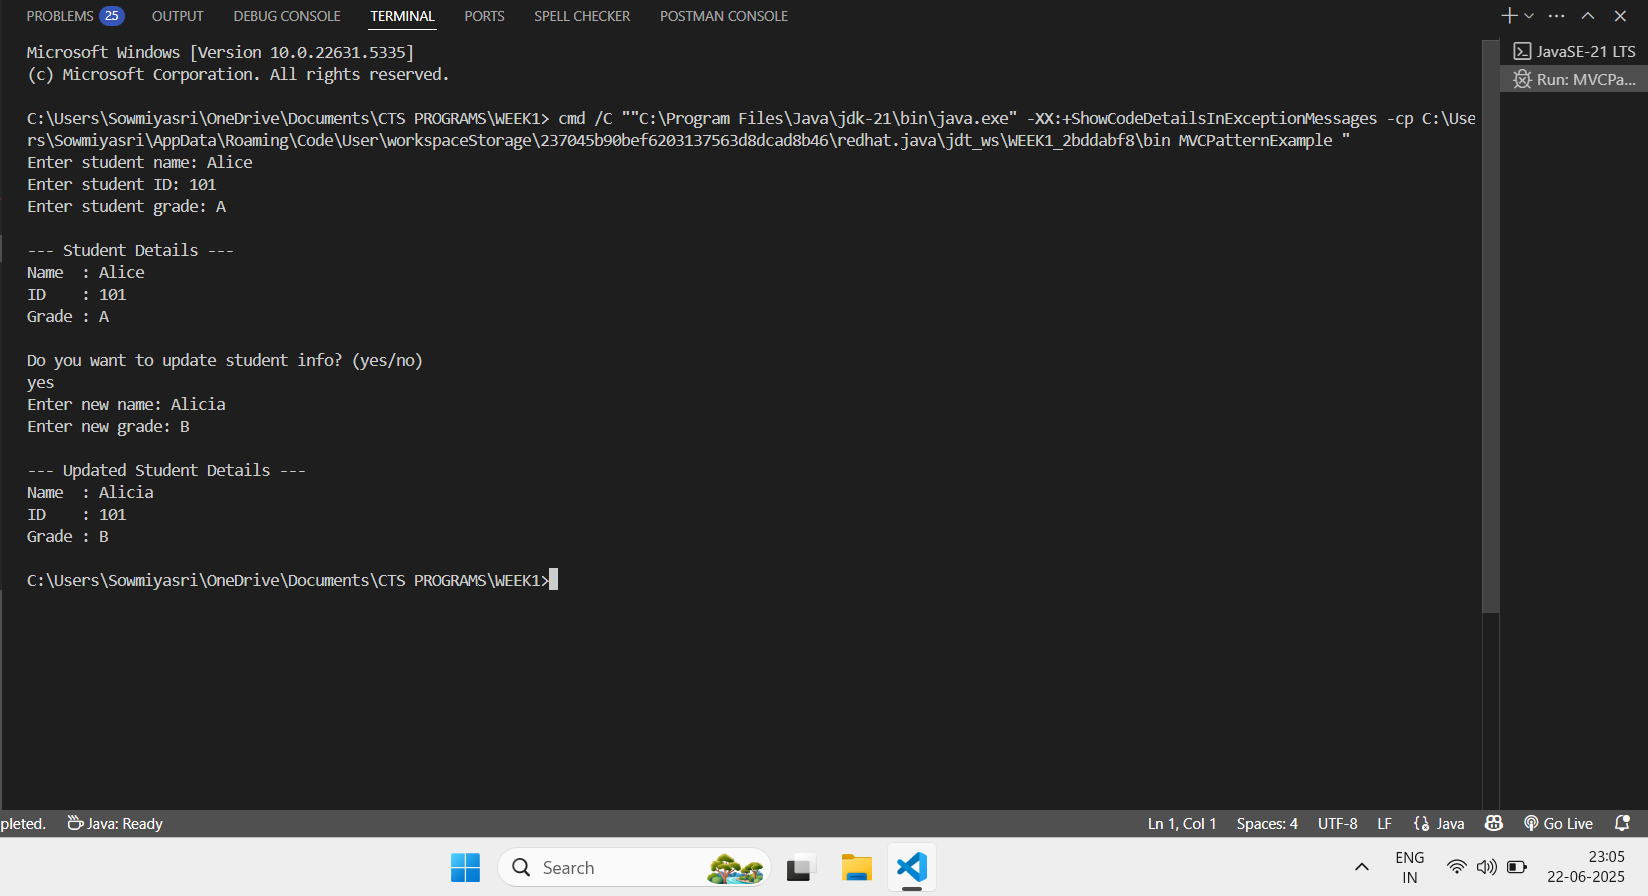 PROBLEMS 25 OUTPUT DEBUG CONSOLE TERMINAL PORTS SPELL CHECKER POSTMAN CONSOLE
Microsoft Windows [Version 10.0.22631.5335]
(c) Microsoft Corporation. All rights reserved.
C:\Users\Sowmiyasri\OneDrive\Documents\CTS PROGRAMS\WEEK1> cmd /C ""C:\Program Files\Java\jdk-21\bin\java.exe" -XX:+ShowCodeDetailsInExceptionMessages -cp C:\Use
rs\Sowmiyasri\AppData\Roaming\Code\User\workspaceStorage\237045b90bef6203137563d8dcad8b46\redhat.java\jdt_ws\WEEK1_2bddabf8\bin MVCPatternExample "
Enter student name: Alice
Enter student ID: 101
Enter student grade: A
--- Student Details ---
Name  : Alice
ID    : 101
Grade : A
Do you want to update student info? (yes/no)
yes
Enter new name: Alicia
Enter new grade: B
--- Updated Student Details ---
Name  : Alicia
ID    : 101
Grade : B
C:\Users\Sowmiyasri\OneDrive\Documents\CTS PROGRAMS\WEEK1>
JavaSE-21 LTS
Run: MVCPa...
pleted. Java: Ready Ln 1, Col 1 Spaces: 4 UTF-8 LF Java Go Live
Search
ENG
IN
23:05
22-06-2025